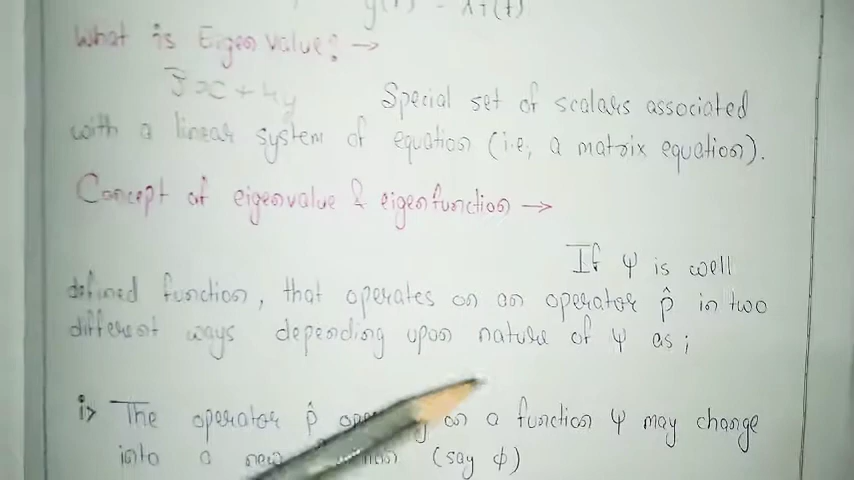 What is Eigen value? →
3x + 4y
Special set of scalars associated
with a linear system of equation (i.e, a matrix equation).
Concept of eigenvalue & eigenfunction →
If ψ is well
defined function, that operates on an operator p̂ in two
different ways depending upon nature of ψ as;
i> The operator p̂ on a function ψ may change
into a new (say ϕ)